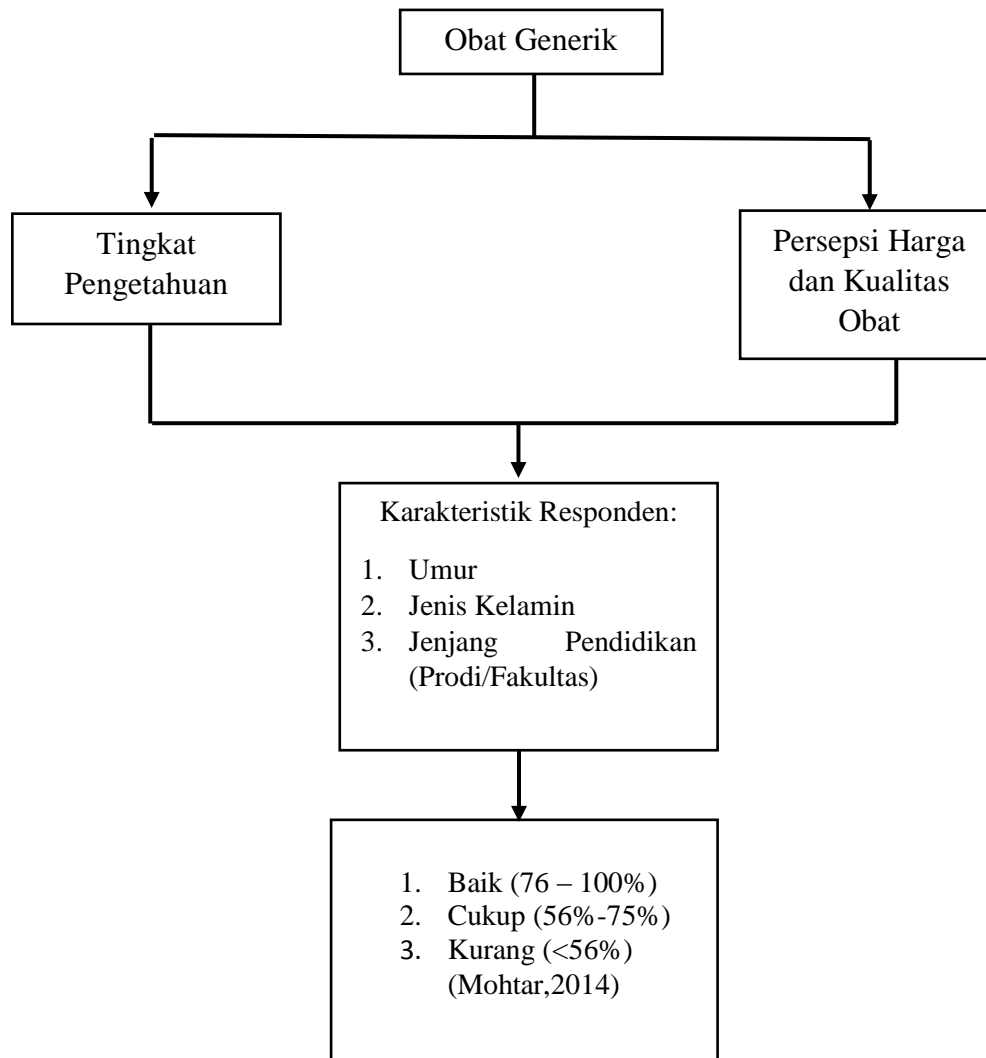 Obat Generik
Tingkat
Pengetahuan
Persepsi Harga
dan Kualitas
Obat
Karakteristik Responden:
1. Umur
2. Jenis Kelamin
3. Jenjang Pendidikan
(Prodi/Fakultas)
1. Baik (76 – 100%)
2. Cukup (56%-75%)
3. Kurang (<56%)
(Mohtar,2014)